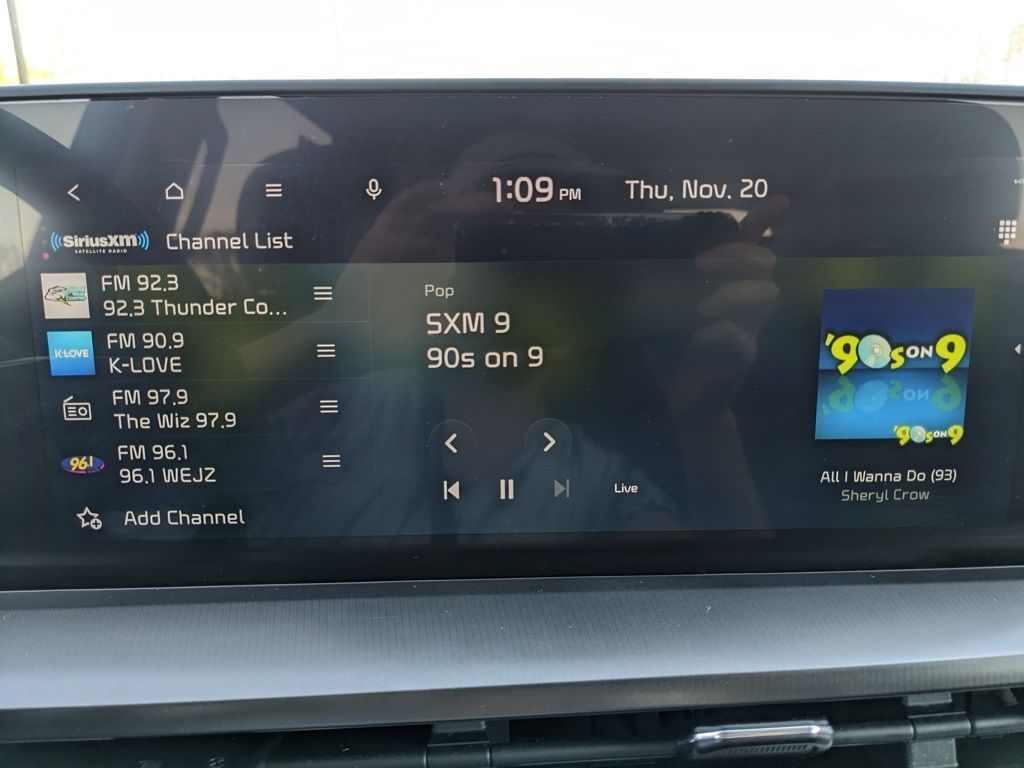 1:09 PM
Thu, Nov. 20
SiriusXM
SATELLITE RADIO
Channel List
FM 92.3
92.3 Thunder Co...
K-LOVE
FM 90.9
K-LOVE
FM 97.9
The Wiz 97.9
96.1
FM 96.1
96.1 WEJZ
Add Channel
Pop
SXM 9
90s on 9
Live
'90s ON 9
'90s ON 9
'90s ON 9
All I Wanna Do (93)
Sheryl Crow